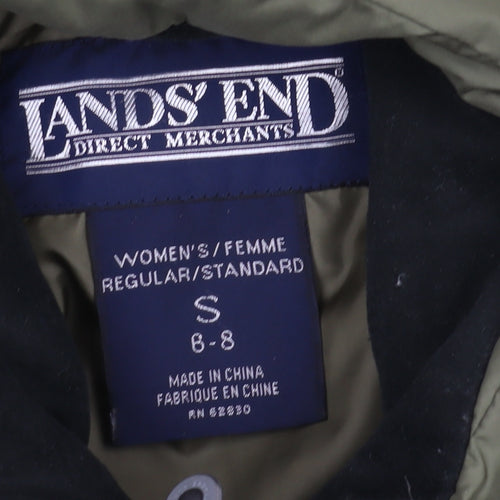 LANDS' END
DIRECT MERCHANTS
WOMEN'S/FEMME
REGULAR/STANDARD
S
6-8
MADE IN CHINA
FABRIQUE EN CHINE
RN 62830